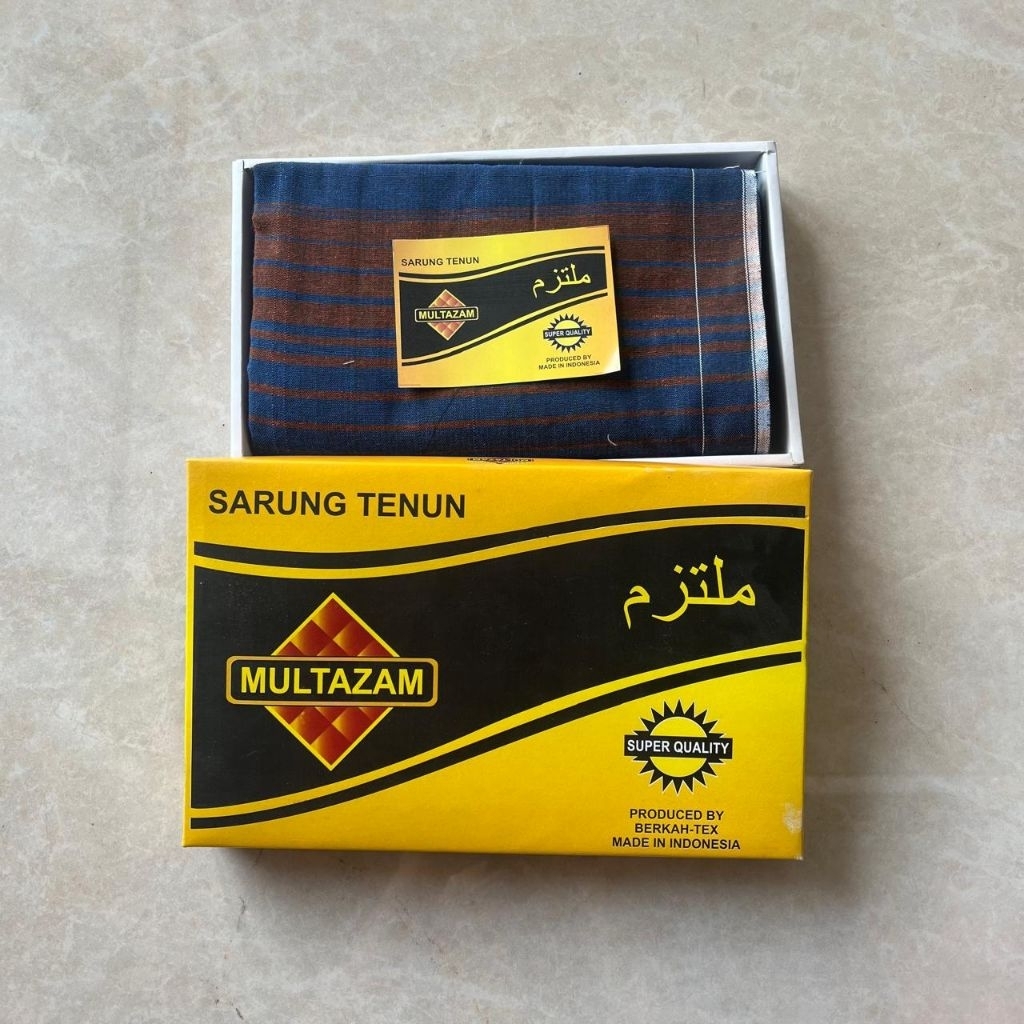 SARUNG TENUN
ملتزم
MULTAZAM
SUPER QUALITY
PRODUCED BY
MADE IN INDONESIA
SARUNG TENUN
ملتزم
MULTAZAM
SUPER QUALITY
PRODUCED BY
BERKAH-TEX
MADE IN INDONESIA